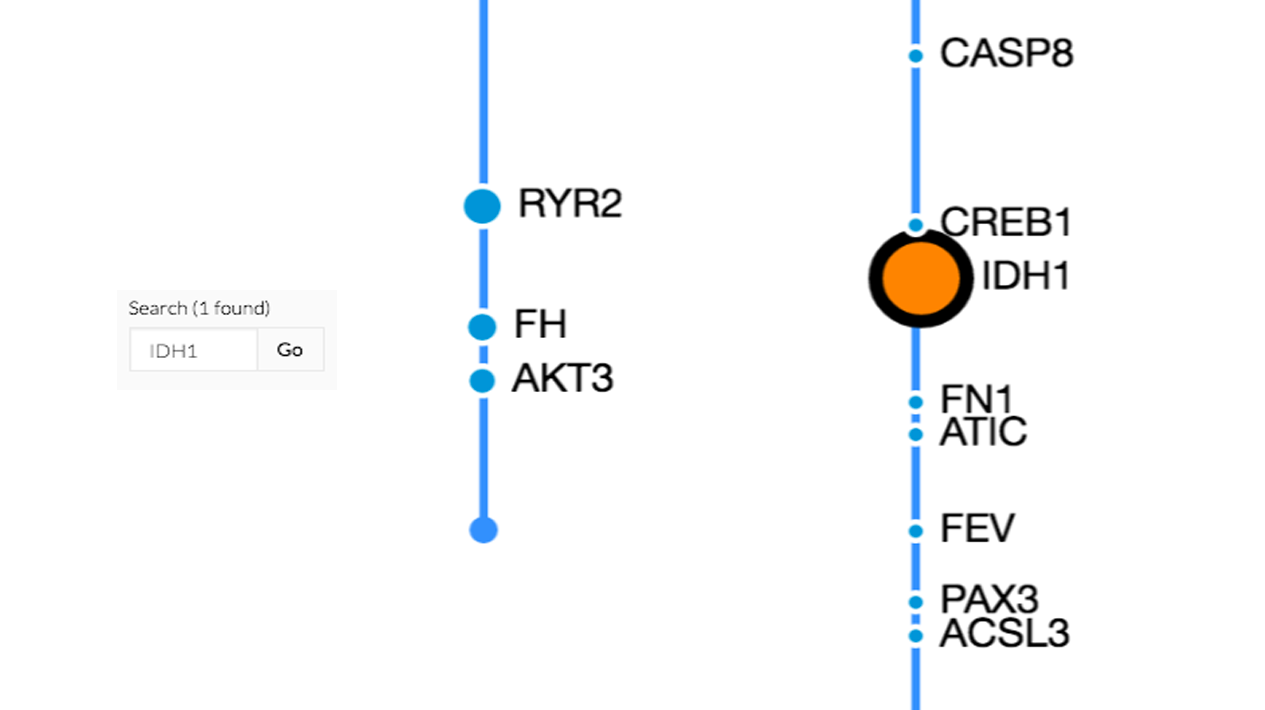 Search (1 found)
IDH1
Go
RYR2
FH
AKT3
CASP8
CREB1
IDH1
FN1
ATIC
FEV
PAX3
ACSL3